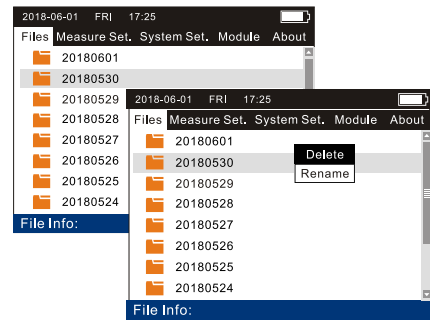 2018-06-01 FRI 17:25
Files Measure Set. System Set. Module About
20180601
20180530
20180529
20180528
20180527
20180526
20180525
20180524
File Info:
2018-06-01 FRI 17:25
Files Measure Set. System Set. Module About
20180601
20180530
Delete
Rename
20180529
20180528
20180527
20180526
20180525
20180524
File Info: